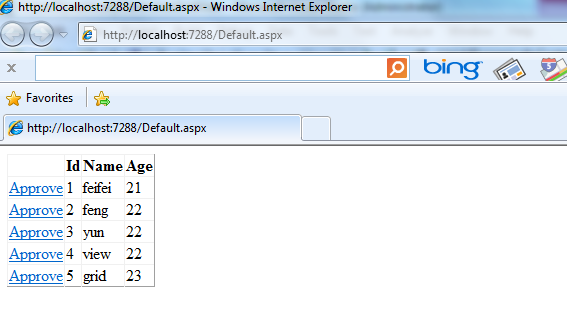 http://localhost:7288/Default.aspx - Windows Internet Explorer
http://localhost:7288/Default.aspx
x bing
Favorites
http://localhost:7288/Default.aspx
Id Name Age
Approve 1 feifei 21
Approve 2 feng 22
Approve 3 yun 22
Approve 4 view 22
Approve 5 grid 23